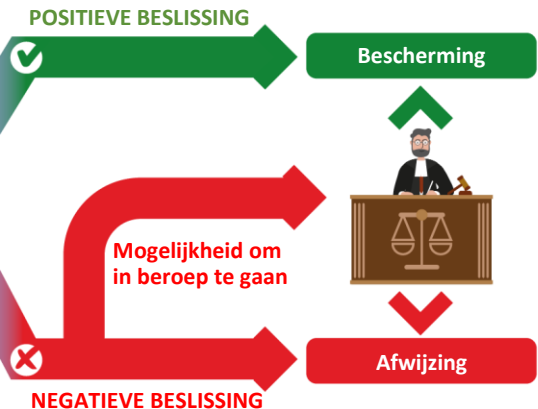 POSITIEVE BESLISSING
Bescherming
Mogelijkheid om
in beroep te gaan
Afwijzing
NEGATIEVE BESLISSING